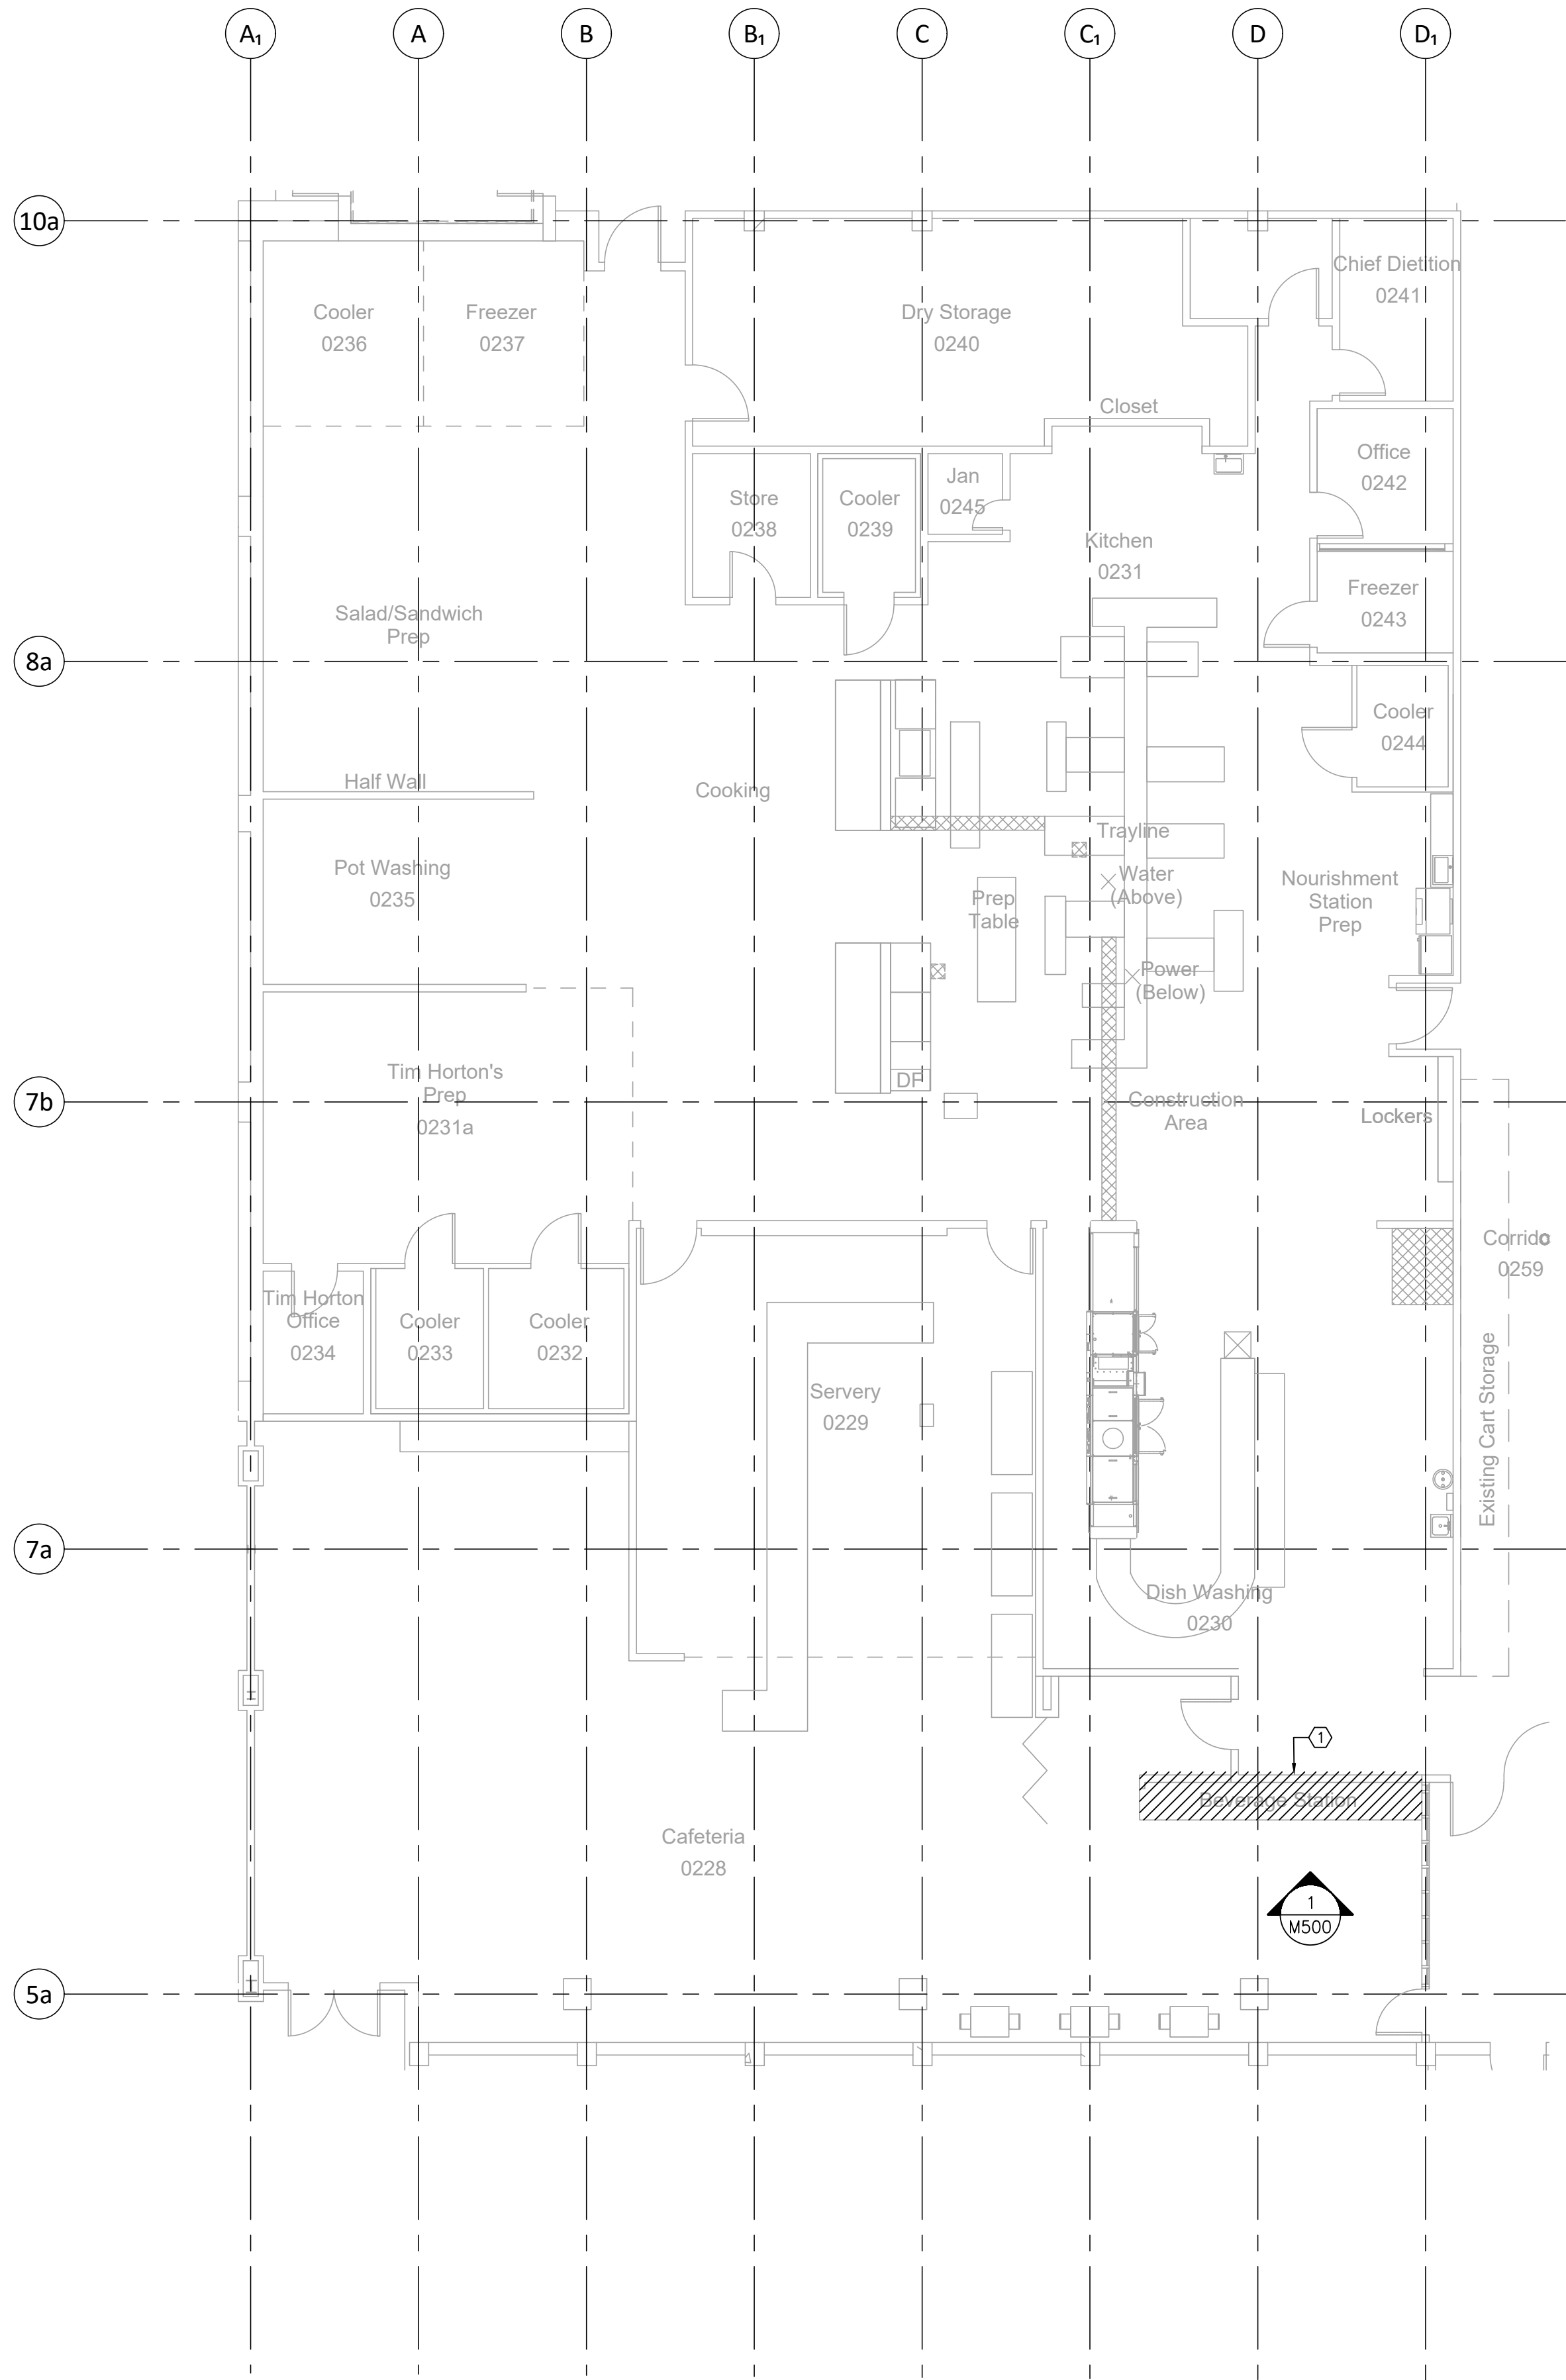 A₁
A
B
B₁
C
C₁
D
D₁
10a
Chief Dietition
0241
Cooler
0236
Freezer
0237
Dry Storage
0240
Closet
Office
0242
Jan
0245
Store
0238
Cooler
0239
Kitchen
0231
Freezer
0243
Salad/Sandwich
Prep
8a
Cooler
0244
Half Wall
Cooking
Trayline
Pot Washing
0235
Water
(Above)
Prep
Table
Nourishment
Station
Prep
Power
(Below)
Tim Horton's
Prep
0231a
DF
7b
Construction
Area
Lockers
Corrido
0259
Tim Horton
Office
0234
Cooler
0233
Cooler
0232
Servery
0229
Existing Cart Storage
7a
Dish Washing
0230
1
Beverage Station
Cafeteria
0228
1
M500
5a